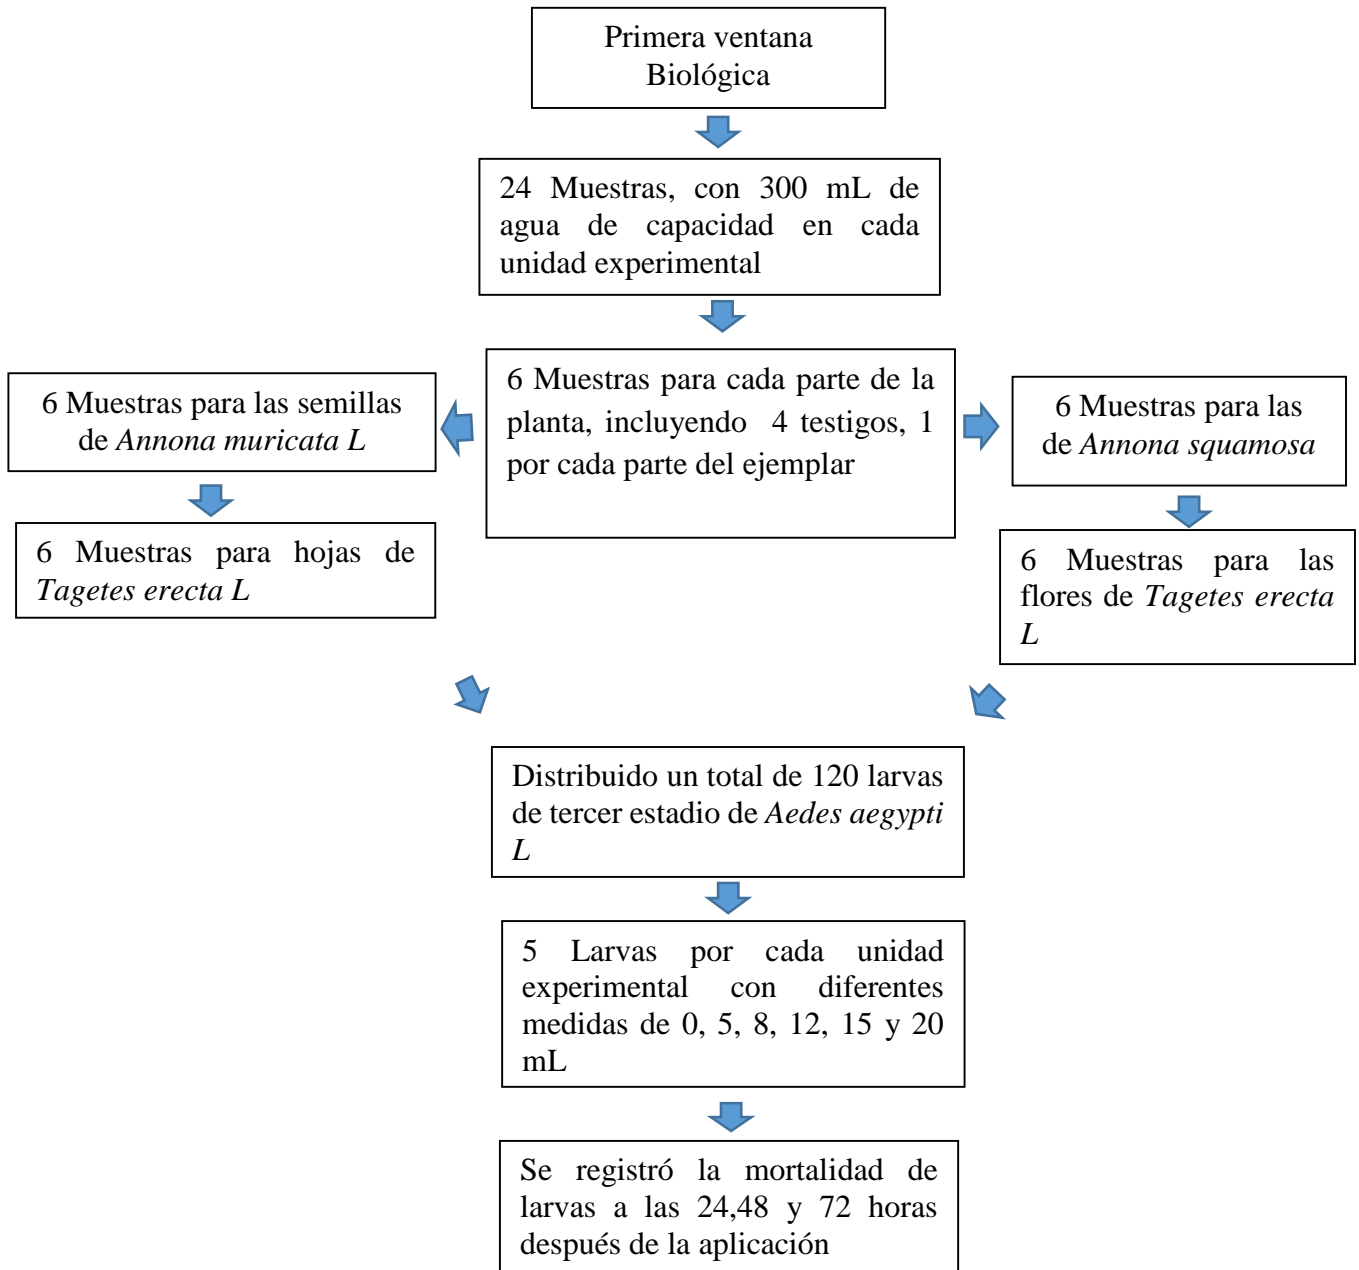 Primera ventana
Biológica
24 Muestras, con 300 mL de
agua de capacidad en cada
unidad experimental
6 Muestras para cada parte de la
planta, incluyendo 4 testigos, 1
por cada parte del ejemplar
6 Muestras para las semillas
de Annona muricata L
6 Muestras para las
de Annona squamosa
6 Muestras para hojas de
Tagetes erecta L
6 Muestras para las
flores de Tagetes erecta
L
Distribuido un total de 120 larvas
de tercer estadio de Aedes aegypti
L
5 Larvas por cada unidad
experimental con diferentes
medidas de 0, 5, 8, 12, 15 y 20
mL
Se registró la mortalidad de
larvas a las 24,48 y 72 horas
después de la aplicación